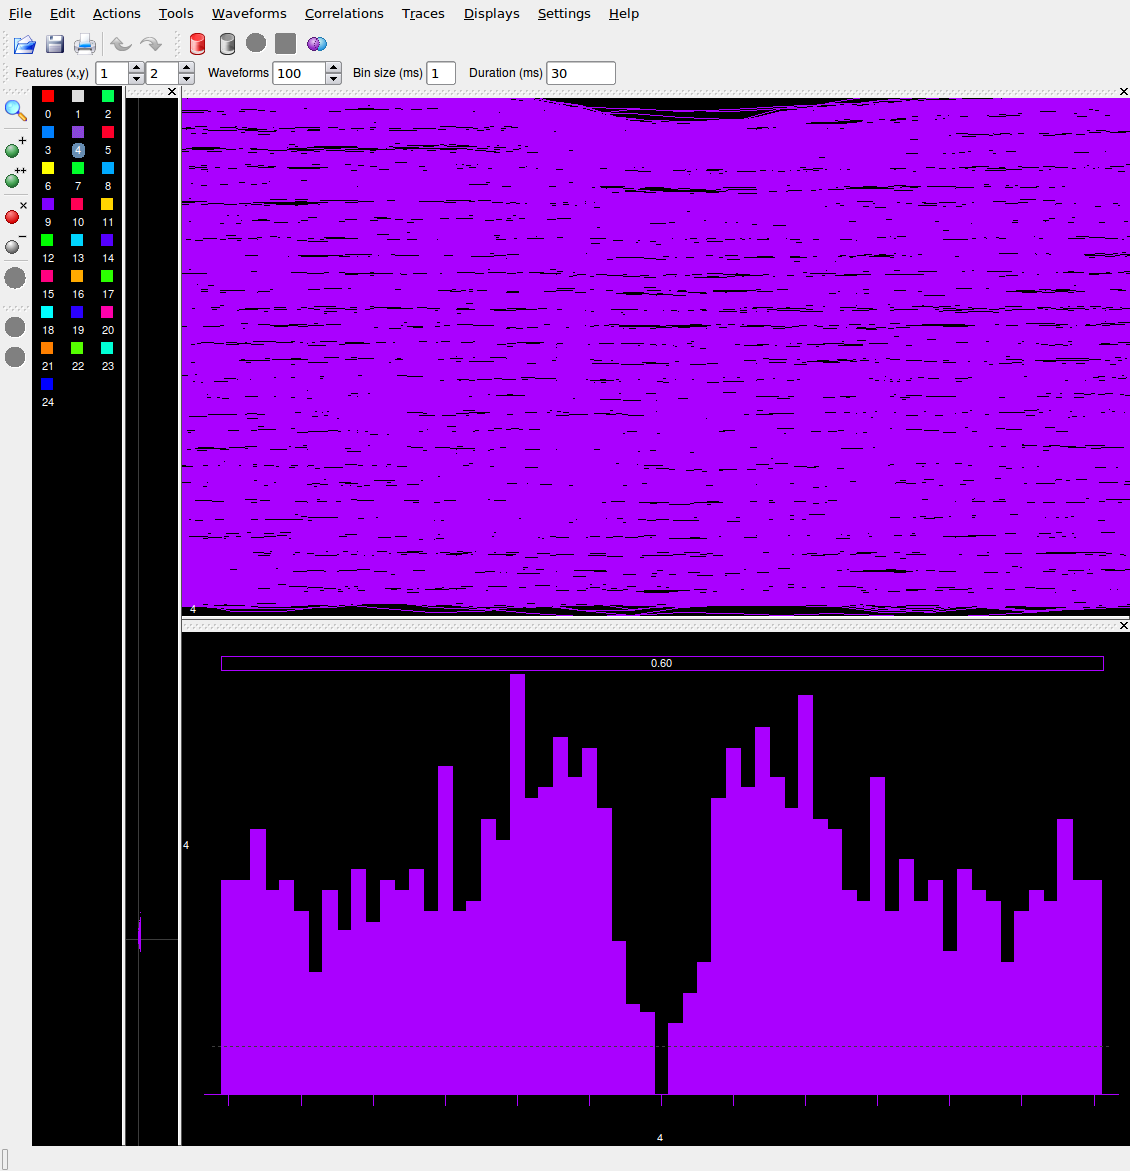 File Edit Actions Tools Waveforms Correlations Traces Displays Settings Help
Features (x,y) 1 2 Waveforms 100 Bin size (ms) 1 Duration (ms) 30
0 1 2
3 4 5
6 7 8
9 10 11
12 13 14
15 16 17
18 19 20
21 22 23
24
4
0.60
4
4